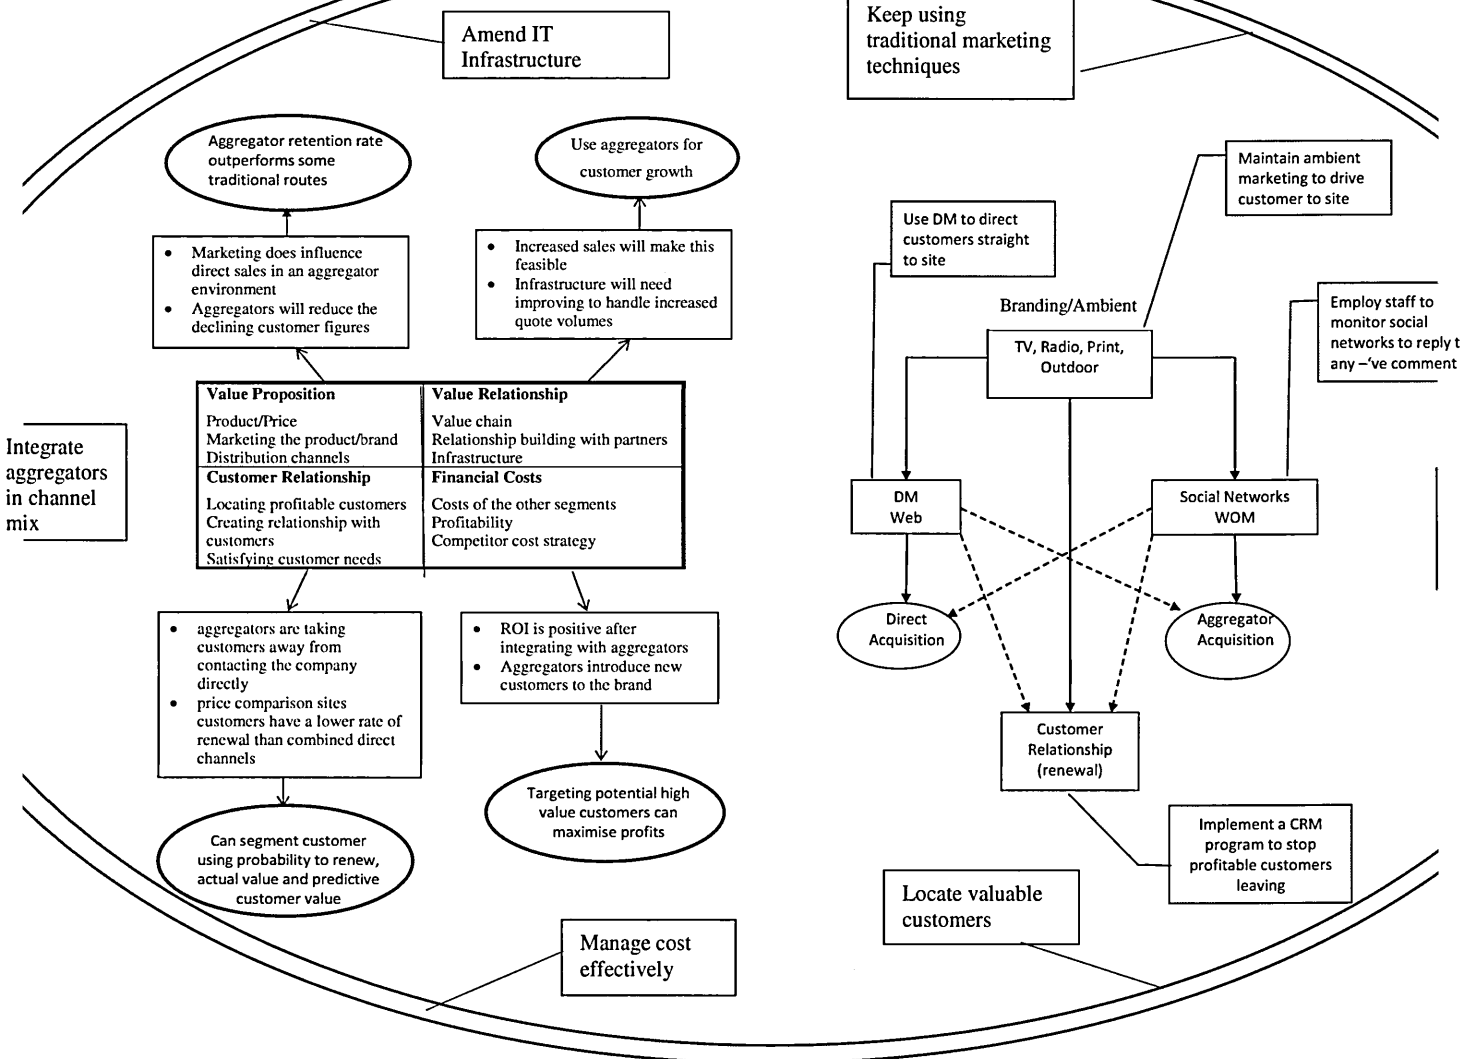 Amend IT
Infrastructure
Keep using
traditional marketing
techniques
Aggregator retention rate
outperforms some
traditional routes
Use aggregators for
customer growth
Maintain ambient
marketing to drive
customer to site
Use DM to direct
customers straight
to site
• Marketing does influence
direct sales in an aggregator
environment
• Aggregators will reduce the
declining customer figures
• Increased sales will make this
feasible
• Infrastructure will need
improving to handle increased
quote volumes
Branding/Ambient
TV, Radio, Print,
Outdoor
Employ staff to
monitor social
networks to reply t
any –'ve comment
Value Proposition
Product/Price
Marketing the product/brand
Distribution channels
Value Relationship
Value chain
Relationship building with partners
Infrastructure
Customer Relationship
Locating profitable customers
Creating relationship with
customers
Satisfying customer needs
Financial Costs
Costs of the other segments
Profitability
Competitor cost strategy
Integrate
aggregators
in channel
mix
DM
Web
Social Networks
WOM
Direct
Acquisition
Aggregator
Acquisition
• aggregators are taking
customers away from
contacting the company
directly
• price comparison sites
customers have a lower rate of
renewal than combined direct
channels
• ROI is positive after
integrating with aggregators
• Aggregators introduce new
customers to the brand
Customer
Relationship
(renewal)
Can segment customer
using probability to renew,
actual value and predictive
customer value
Targeting potential high
value customers can
maximise profits
Implement a CRM
program to stop
profitable customers
leaving
Locate valuable
customers
Manage cost
effectively